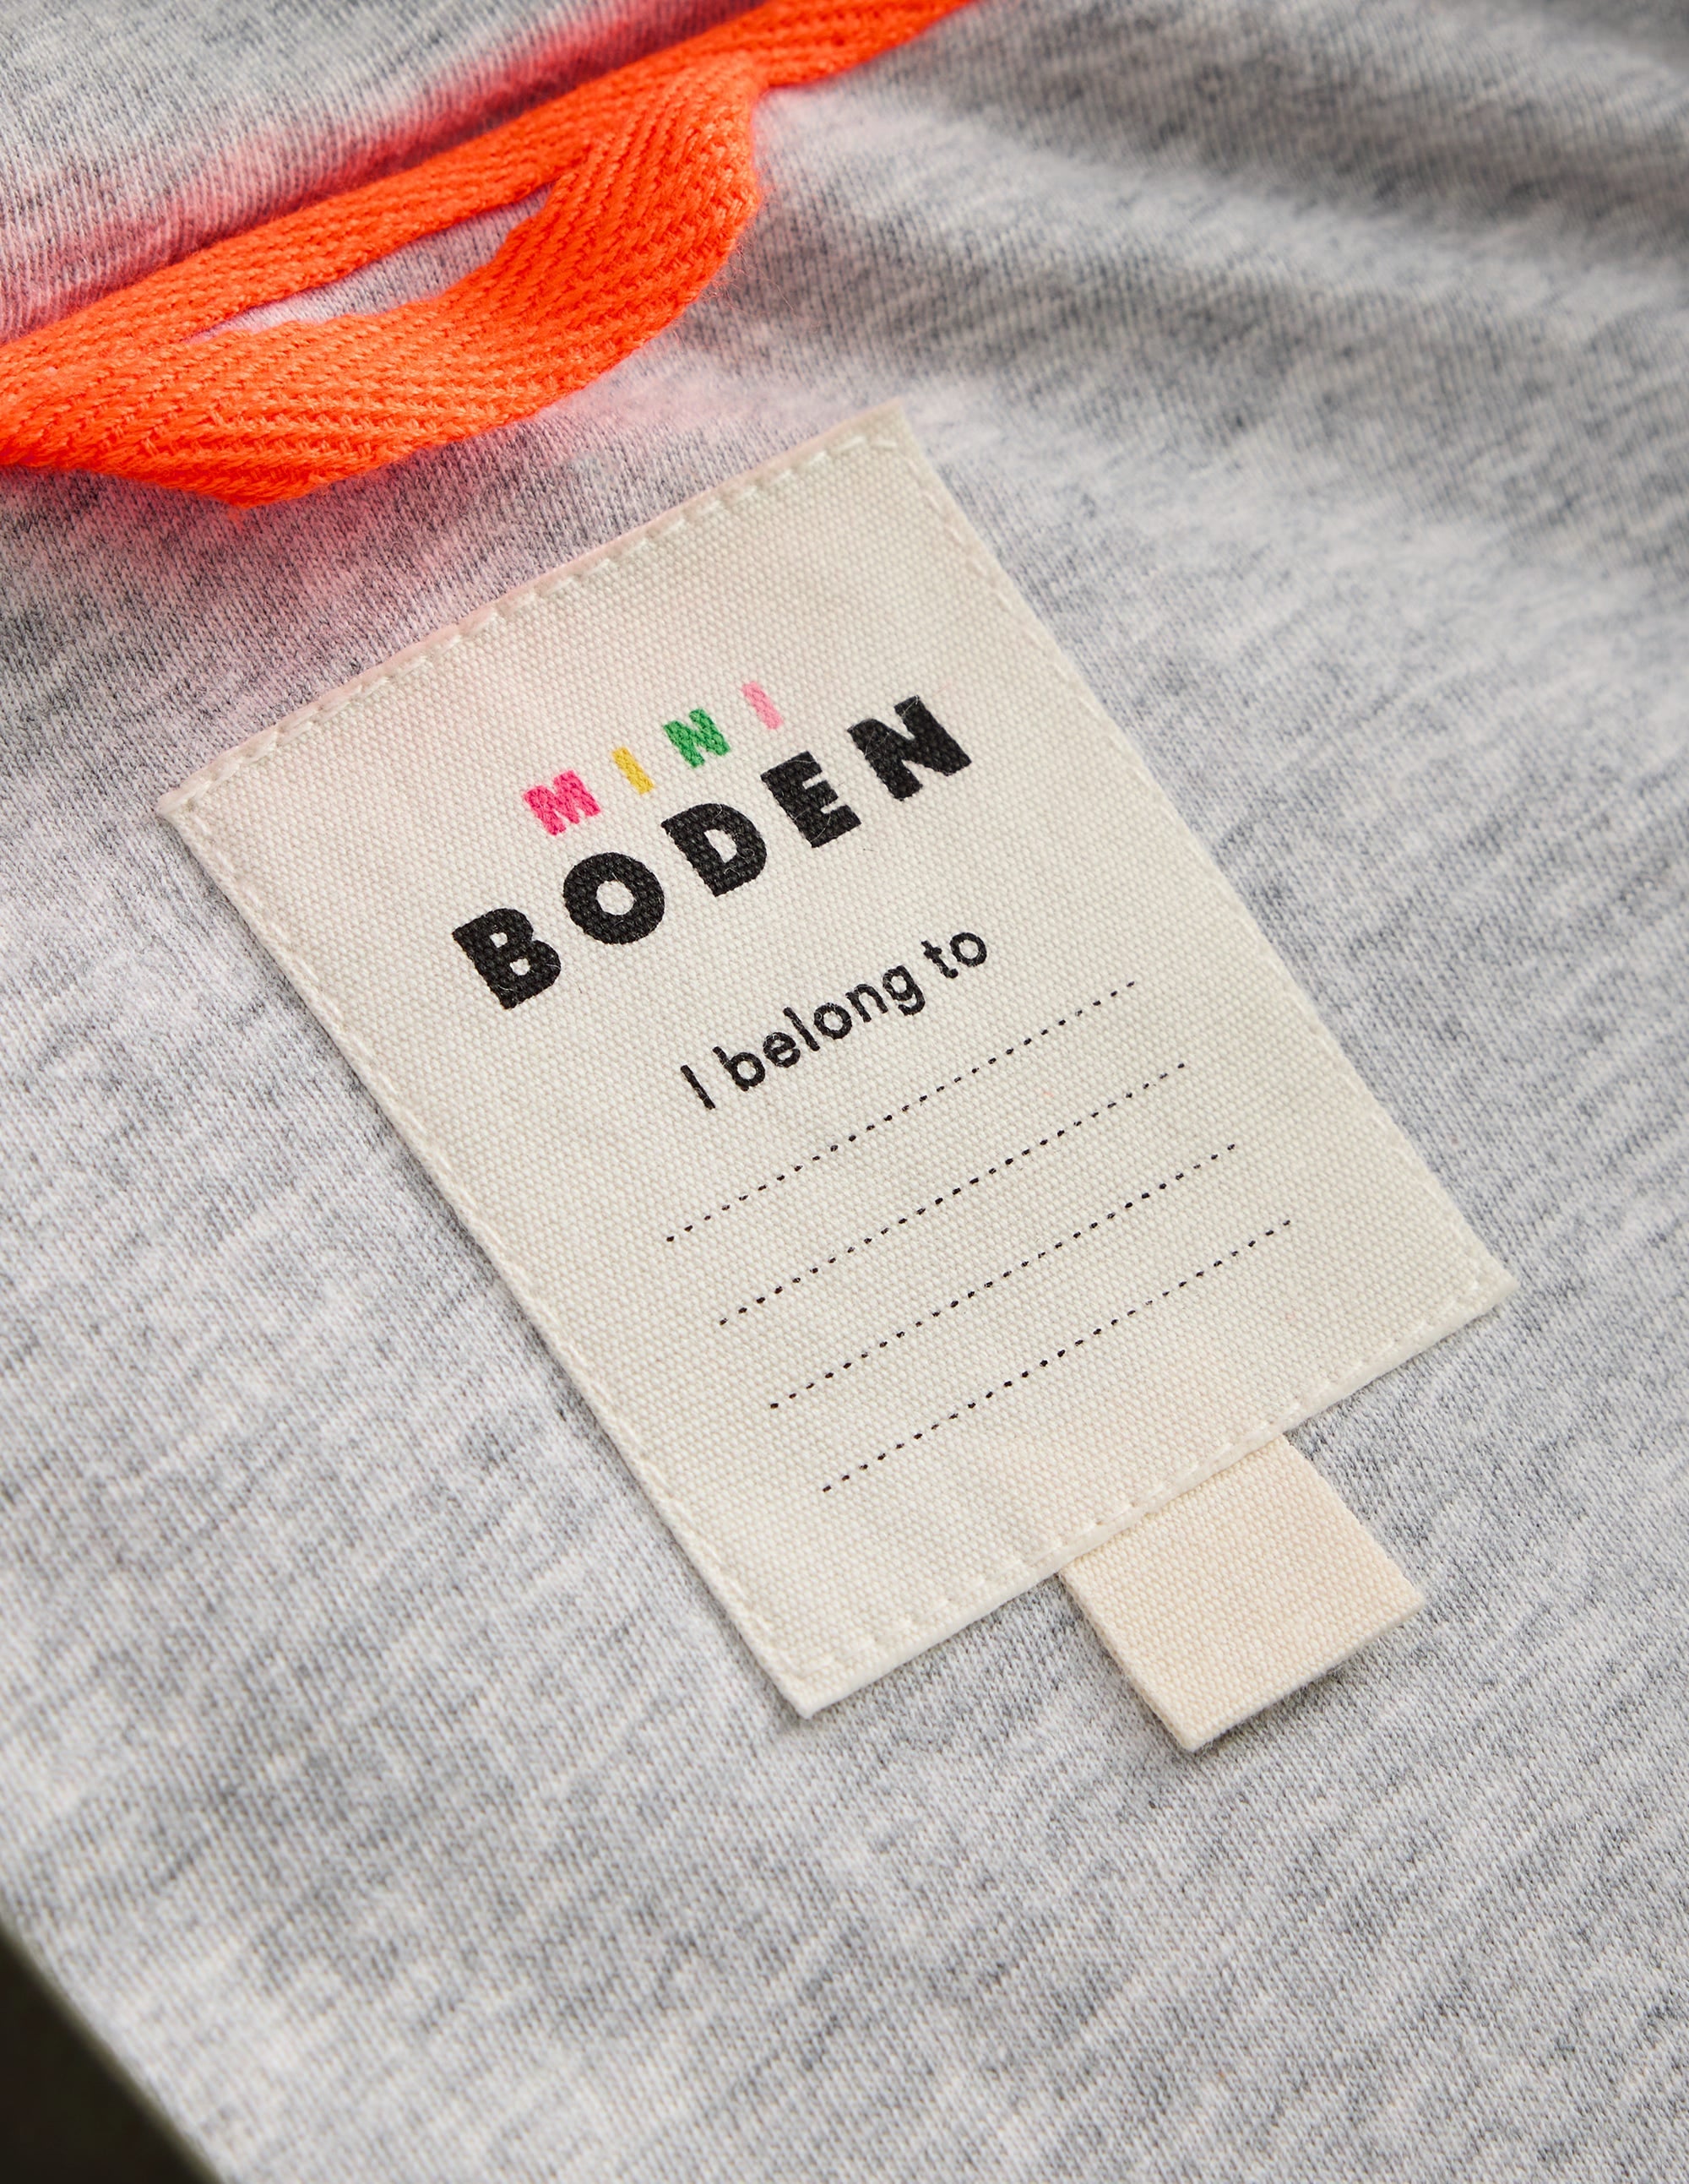 MINI
BODEN
I belong to